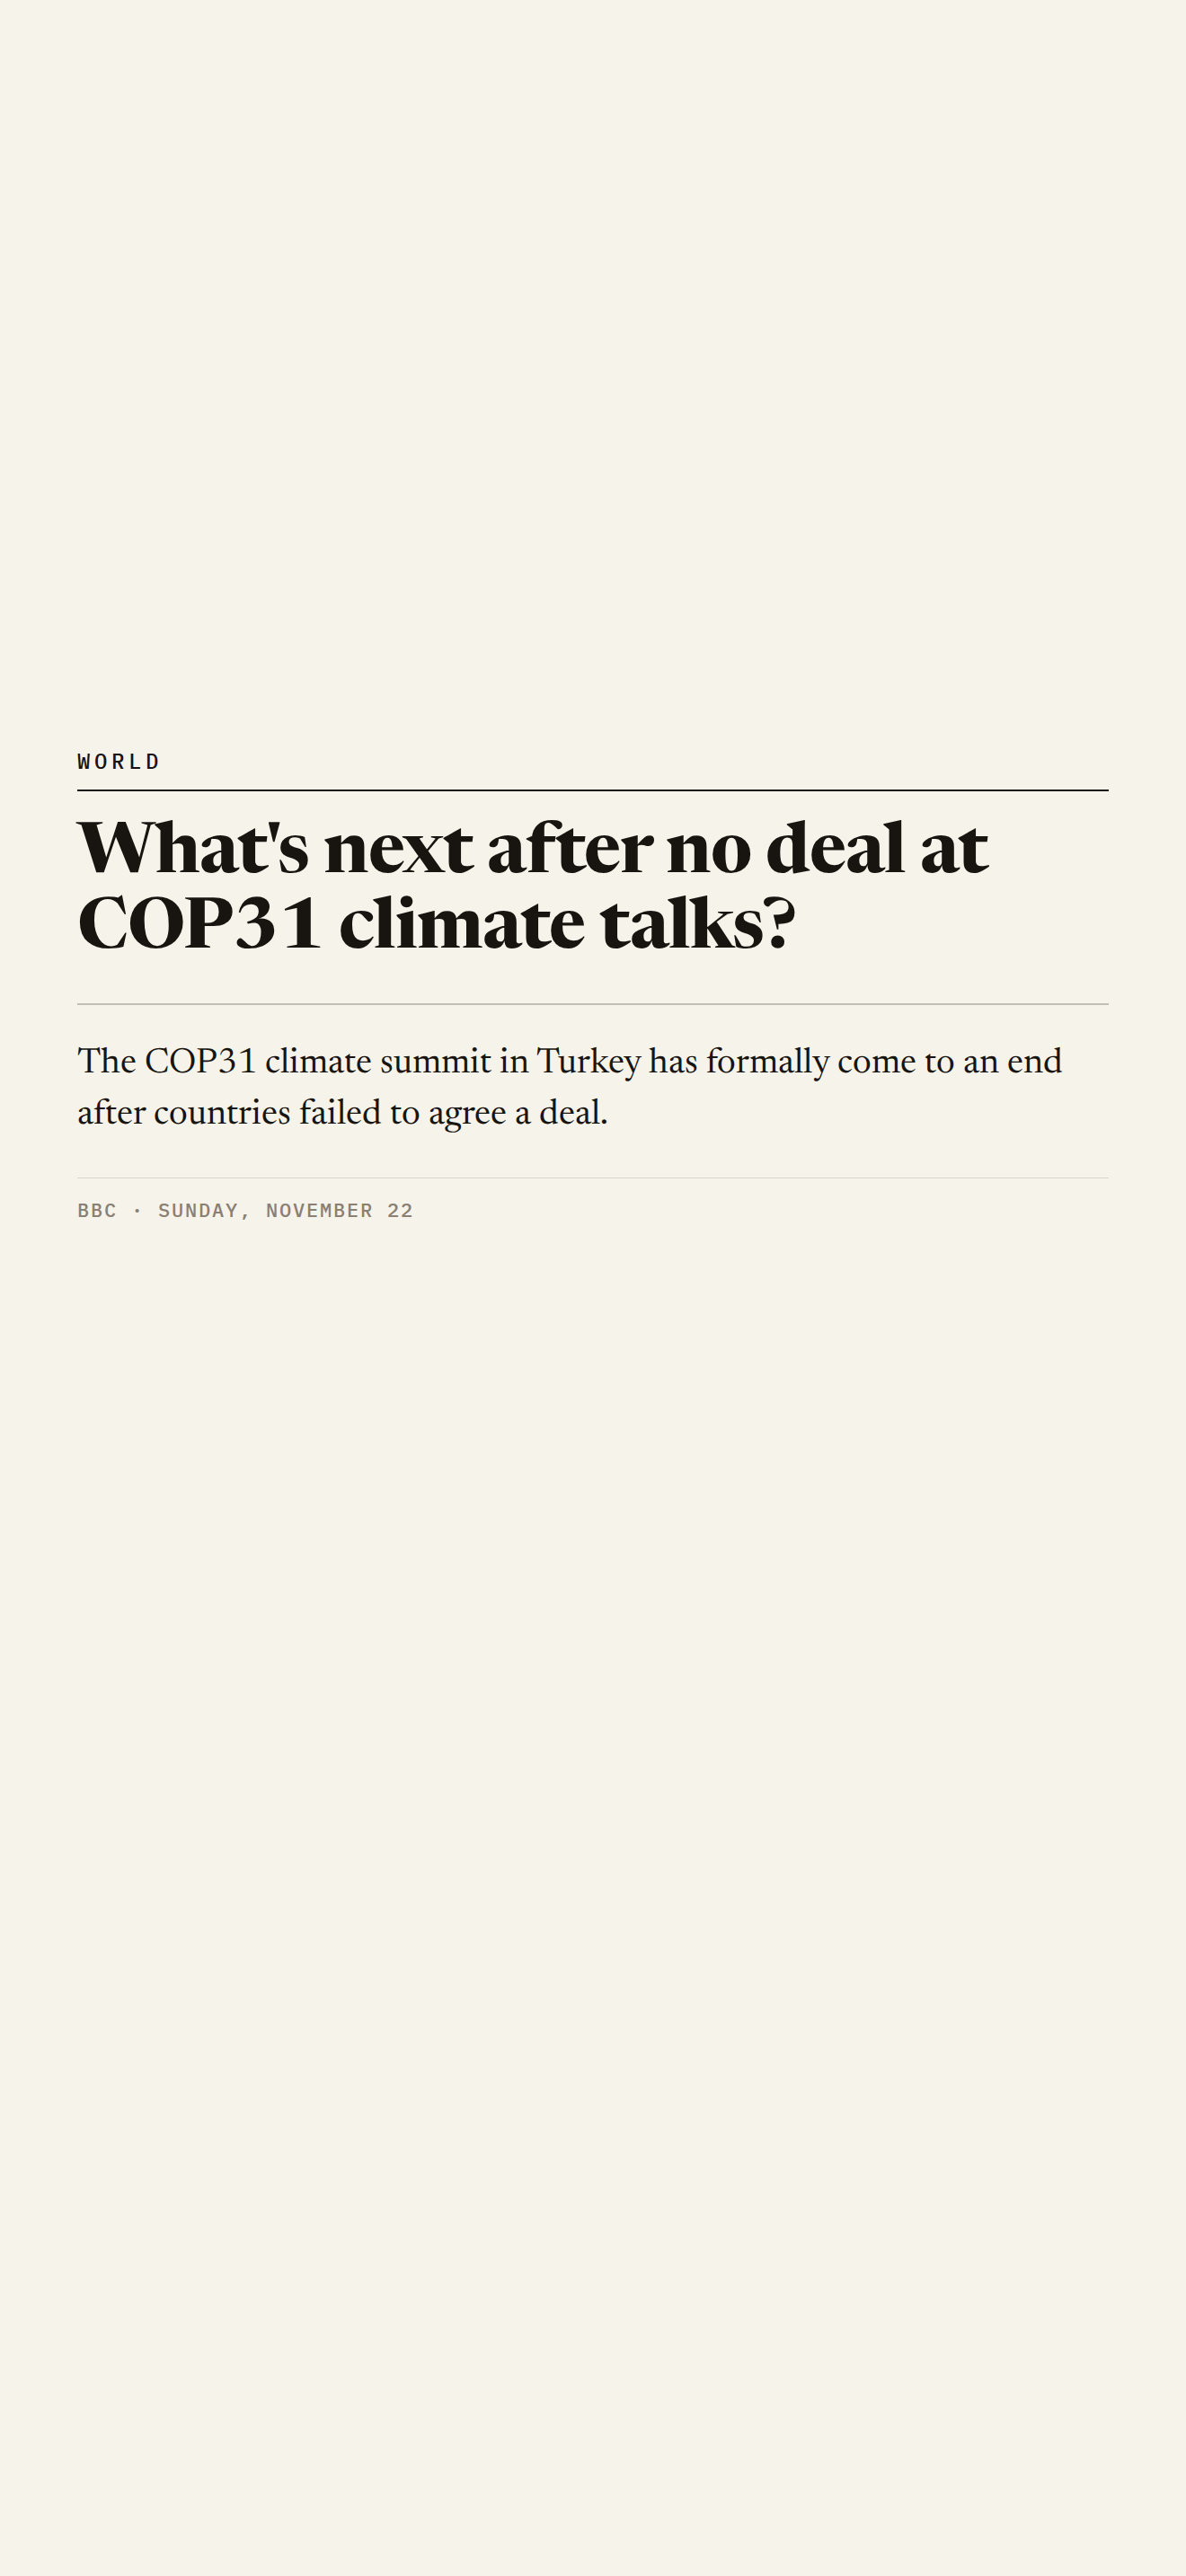 WORLD
What's next after no deal at
COP31 climate talks?
The COP31 climate summit in Turkey has formally come to an end
after countries failed to agree a deal.
BBC · SUNDAY, NOVEMBER 22